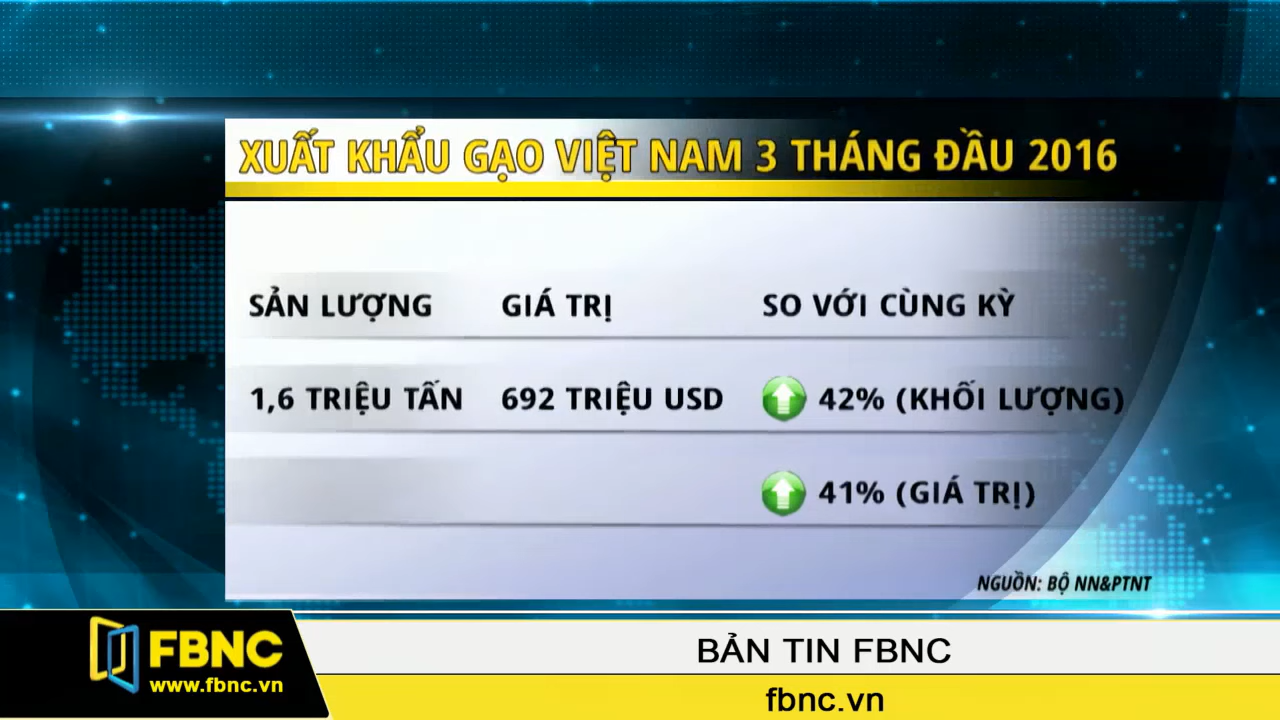 XUẤT KHẨU GẠO VIỆT NAM 3 THÁNG ĐẦU 2016
SẢN LƯỢNG GIÁ TRỊ SO VỚI CÙNG KỲ
1,6 TRIỆU TẤN 692 TRIỆU USD 42% (KHỐI LƯỢNG)
41% (GIÁ TRỊ)
NGUỒN: BỘ NN&PTNT
FBNC
www.fbnc.vn
BẢN TIN FBNC
fbnc.vn